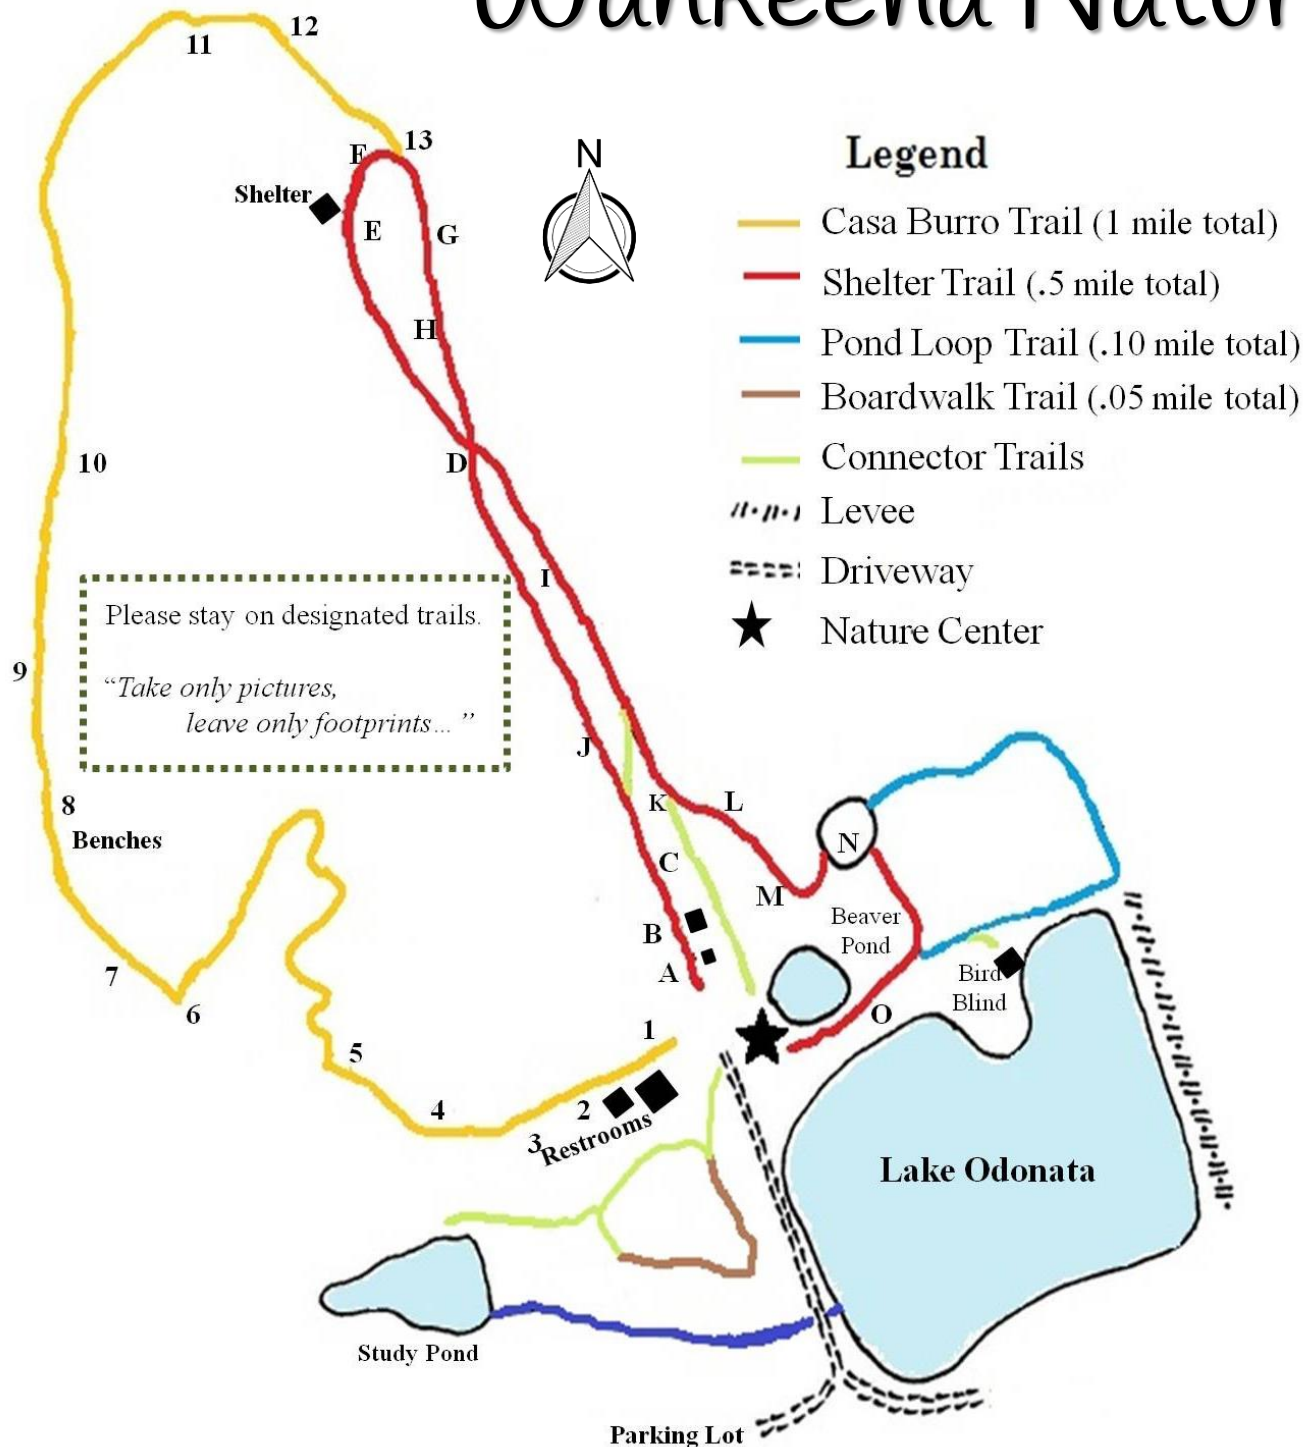 Wahkeena Natur
12
11
13
F
Shelter
E
G
H
D
10
I
9
J
8
Benches
K
L
C
N
M
B
A
7
6
5
4
3
2
1
Restrooms
O
N
Legend
Casa Burro Trail (1 mile total)
Shelter Trail (.5 mile total)
Pond Loop Trail (.10 mile total)
Boardwalk Trail (.05 mile total)
Connector Trails
Levee
Driveway
Nature Center
Please stay on designated trails.
“Take only pictures,
leave only footprints… ”
Beaver
Pond
Bird
Blind
Lake Odonata
Study Pond
Parking Lot